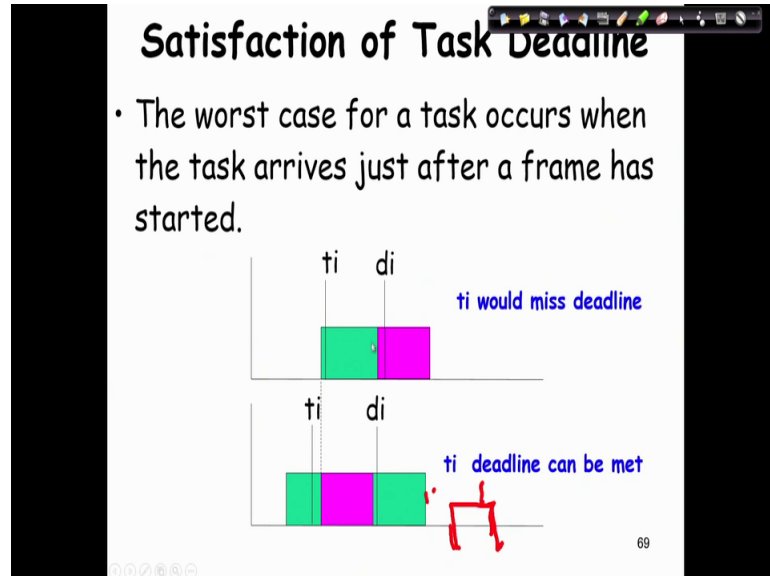 Satisfaction of Task Deadline
• The worst case for a task occurs when
the task arrives just after a frame has
started.
ti di
ti would miss deadline
ti di
ti deadline can be met
69